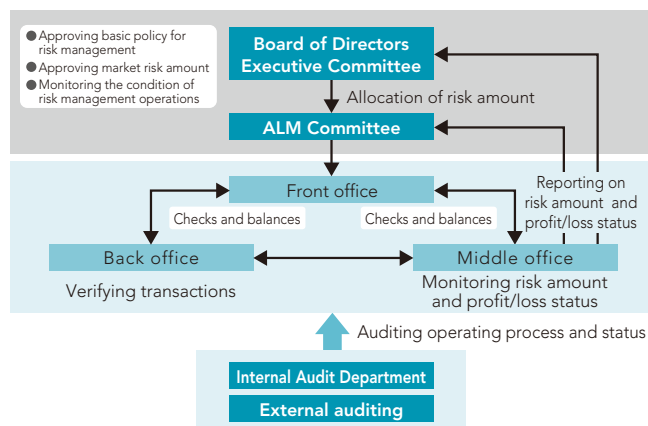 ● Approving basic policy for
risk management
● Approving market risk amount
● Monitoring the condition of
risk management operations
Board of Directors
Executive Committee
Allocation of risk amount
ALM Committee
Front office
Checks and balances
Checks and balances
Reporting on
risk amount and
profit/loss status
Back office
Middle office
Verifying transactions
Monitoring risk amount
and profit/loss status
Auditing operating process and status
Internal Audit Department
External auditing